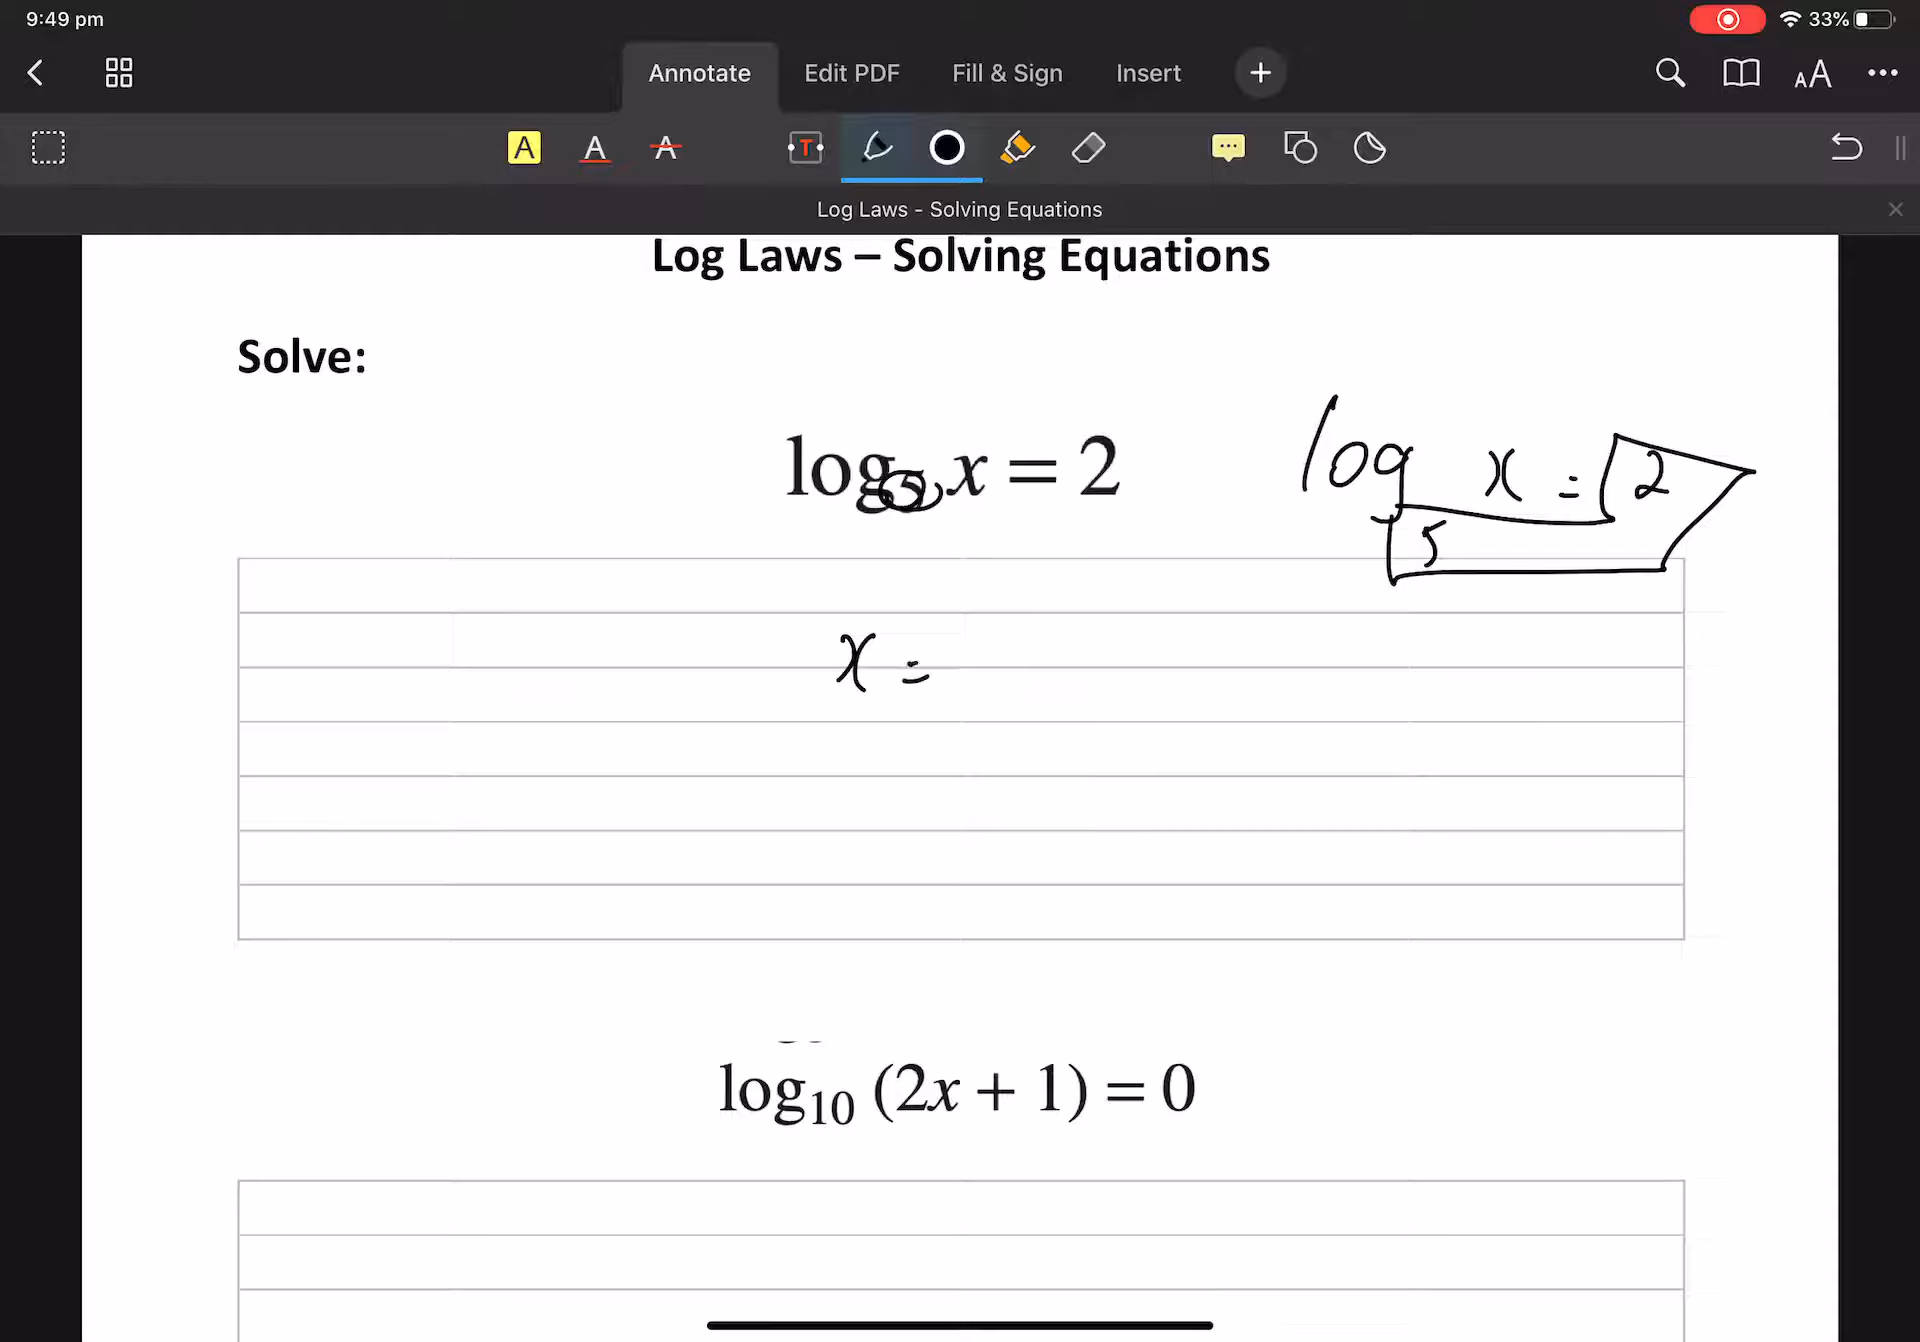 9:49 pm
33%
Annotate Edit PDF Fill & Sign Insert
AA
A A A T
Log Laws - Solving Equations
Log Laws – Solving Equations
Solve:
log₅ x = 2
log₅ x = 2
x =
log₁₀ (2x + 1) = 0